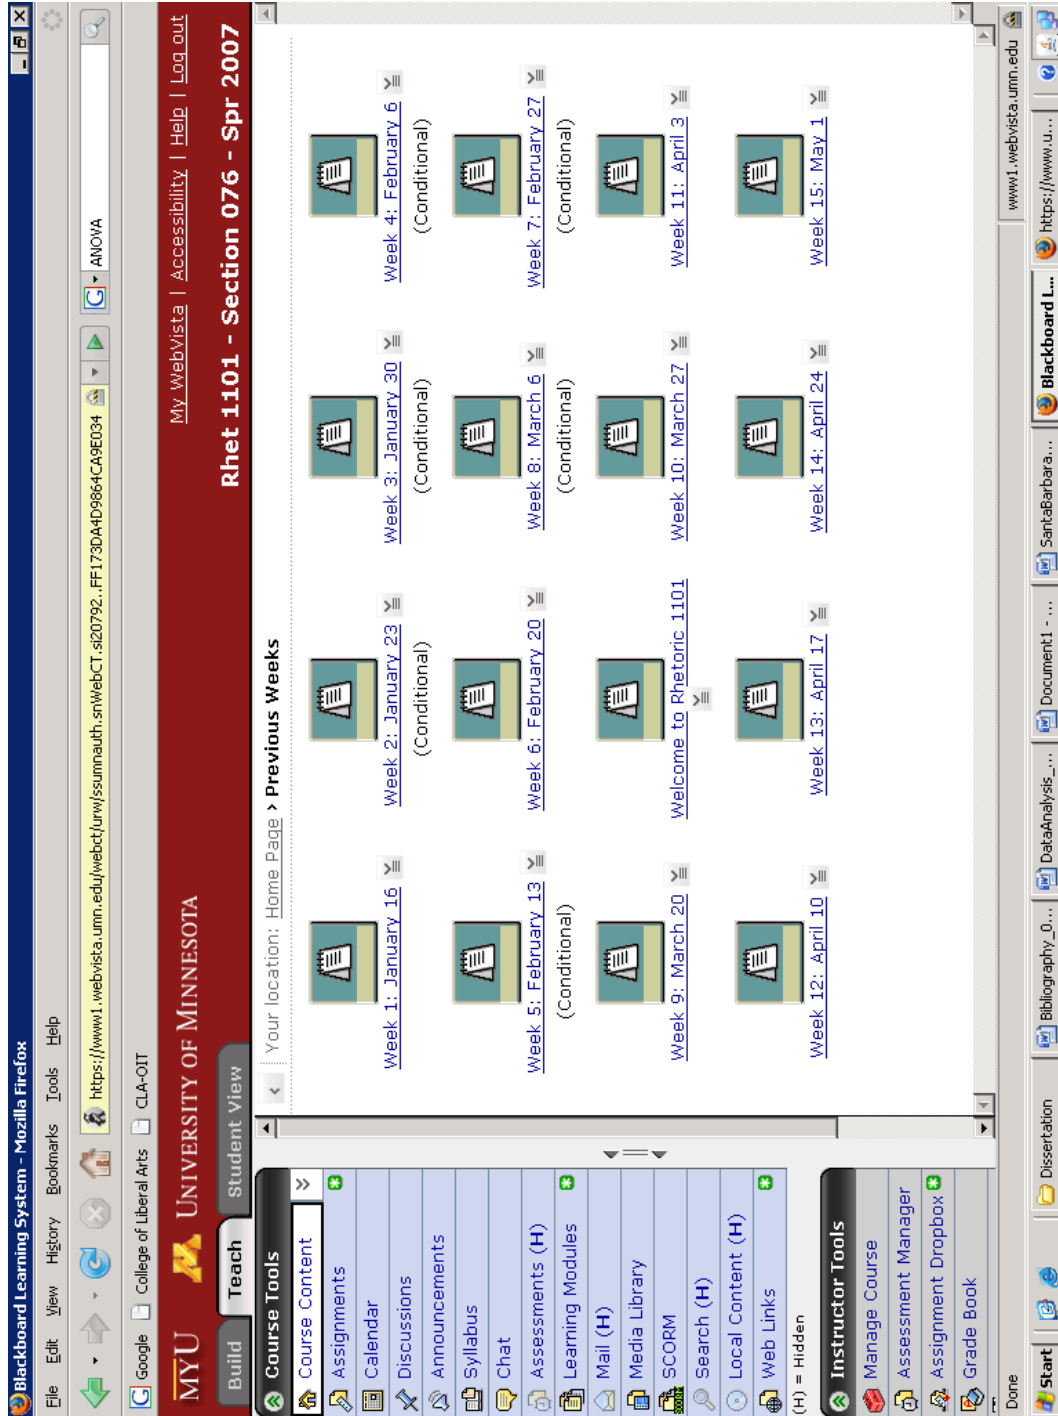 Blackboard Learning System - Mozilla Firefox
File Edit View History Bookmarks Tools Help
https://www1.webvista.umn.edu/webct/urw/ssumnauth.snWebCT.si20792..FF173DA4D9864CA9E034
ANOVA
Google College of Liberal Arts CLA-OIT
MYU UNIVERSITY OF MINNESOTA
My WebVista | Accessibility | Help | Log out
Build Teach Student View
Rhet 1101 - Section 076 - Spr 2007
Course Tools
Course Content
Assignments
Calendar
Discussions
Announcements
Syllabus
Chat
Assessments (H)
Learning Modules
Mail (H)
Media Library
SCORM
Search (H)
Local Content (H)
Web Links
(H) = Hidden
Instructor Tools
Manage Course
Assessment Manager
Assignment Dropbox
Grade Book
Your location: Home Page > Previous Weeks
Week 1: January 16
Week 2: January 23
(Conditional)
Week 3: January 30
(Conditional)
Week 4: February 6
(Conditional)
Week 5: February 13
(Conditional)
Week 6: February 20
Week 8: March 6
(Conditional)
Week 7: February 27
(Conditional)
Week 9: March 20
Welcome to Rhetoric 1101
Week 10: March 27
Week 11: April 3
Week 12: April 10
Week 13: April 17
Week 14: April 24
Week 15: May 1
Done
www1.webvista.umn.edu
Start
Dissertation
Bibliography_0...
DataAnalysis_...
Document1 - ...
SantaBarbara...
Blackboard L...
https://www.u...